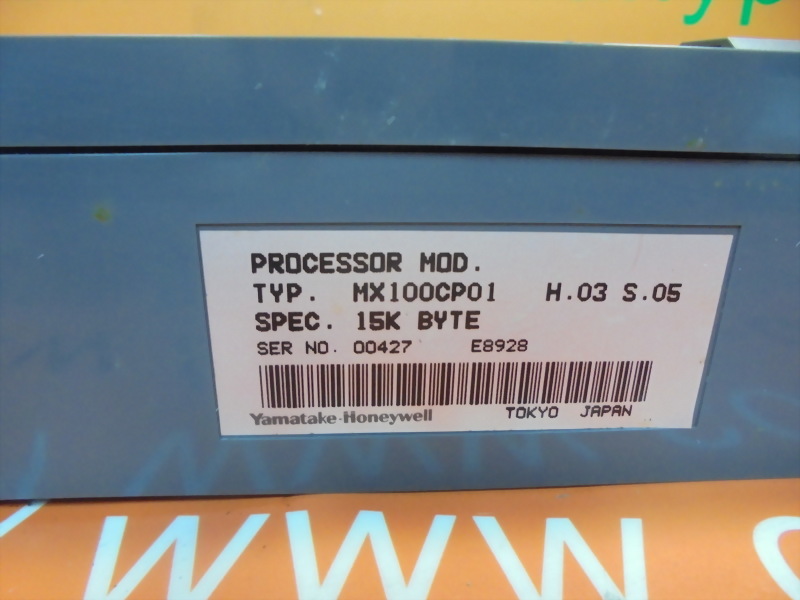 PROCESSOR MOD.
TYP. MX100CP01 H.03 S.05
SPEC. 15K BYTE
SER NO. 00427 E8928
Yamatake-Honeywell TOKYO JAPAN
WWW.